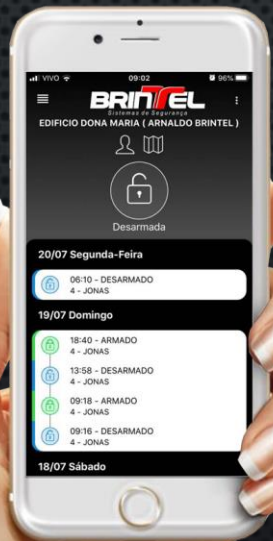 VIVO 09:02 96%
BRINTEL
Sistemas de Segurança
EDIFICIO DONA MARIA ( ARNALDO BRINTEL )
Desarmada
20/07 Segunda-Feira
06:10 - DESARMADO
4 - JONAS
19/07 Domingo
18:40 - ARMADO
4 - JONAS
13:58 - DESARMADO
4 - JONAS
09:18 - ARMADO
4 - JONAS
09:16 - DESARMADO
4 - JONAS
18/07 Sábado